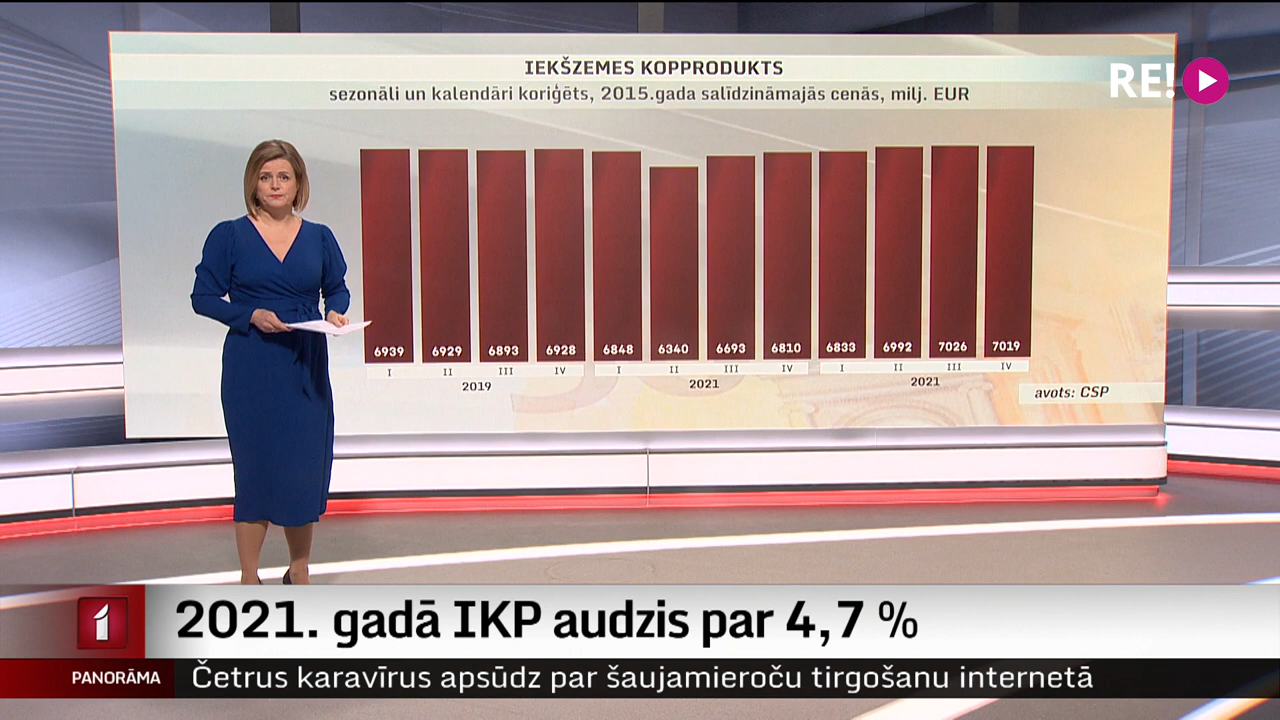 IEKŠZEMES KOPPRODUKTS
sezonāli un kalendāri koriģēts, 2015.gada salīdzināmajās cenās, milj. EUR
RE!
6939 6929 6893 6928 6848 6340 6693 6810 6833 6992 7026 7019
I II III IV I II III IV I II III IV
2019 2021 2021
avots: CSP
1
2021. gadā IKP audzis par 4,7 %
PANORĀMA
Četrus karavīrus apsūdz par šaujamieroču tirgošanu internetā